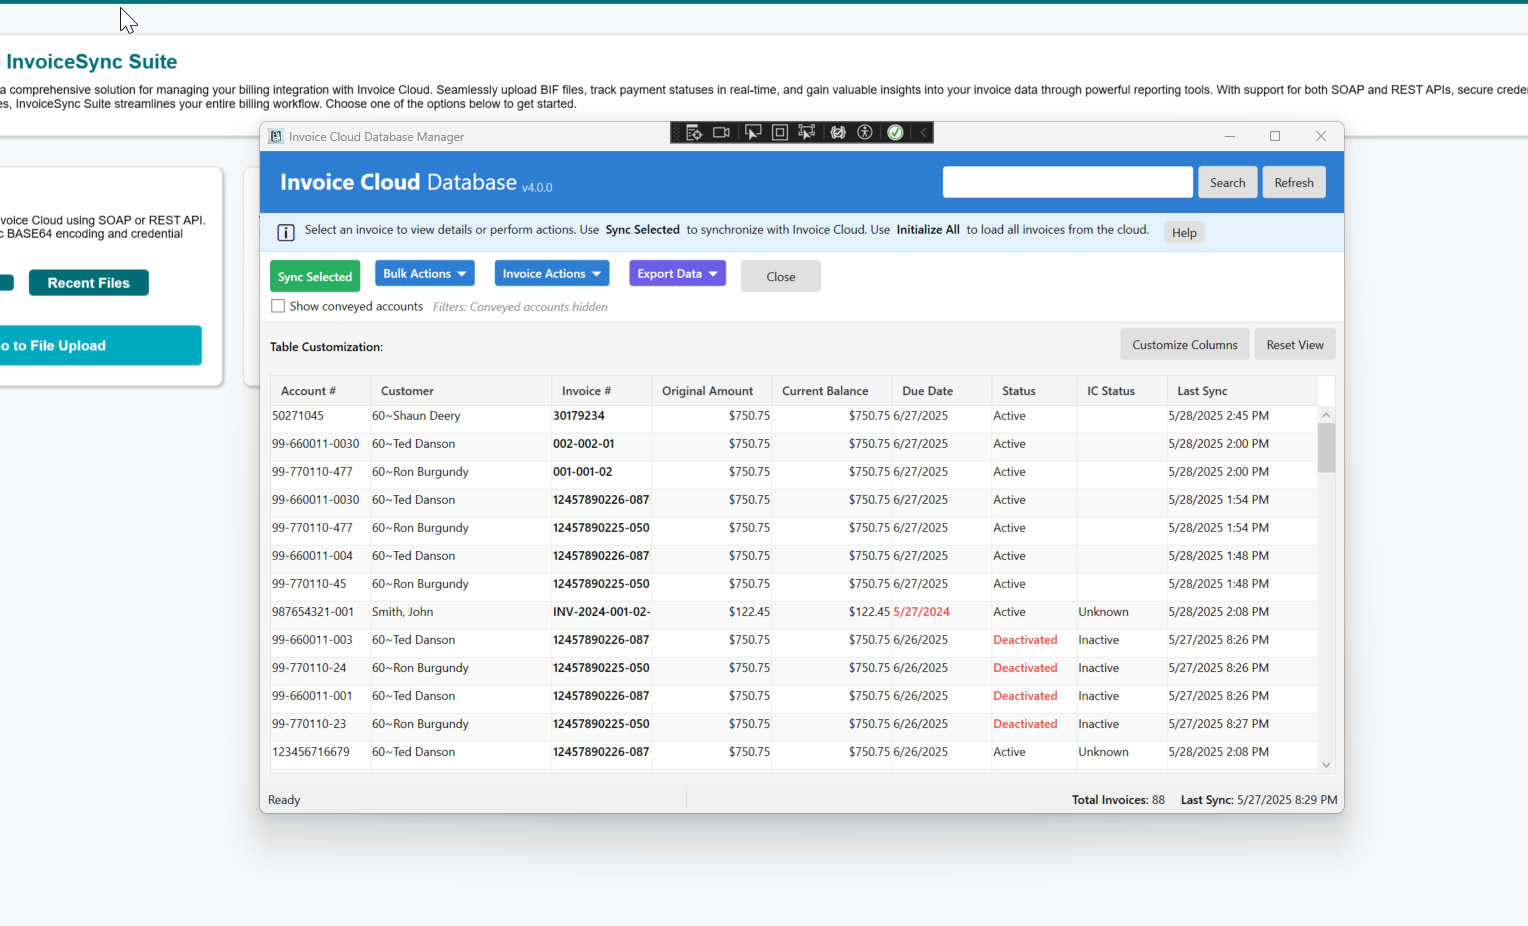 InvoiceSync Suite
a comprehensive solution for managing your billing integration with Invoice Cloud. Seamlessly upload BIF files, track payment statuses in real-time, and gain valuable insights into your invoice data through powerful reporting tools. With support for both SOAP and REST APIs, secure crede
es, InvoiceSync Suite streamlines your entire billing workflow. Choose one of the options below to get started.
voice Cloud using SOAP or REST API.
c BASE64 encoding and credential
Recent Files
o to File Upload
Invoice Cloud Database Manager
Invoice Cloud Database v4.0.0
Search
Refresh
Select an invoice to view details or perform actions. Use Sync Selected to synchronize with Invoice Cloud. Use Initialize All to load all invoices from the cloud.
Help
Sync Selected
Bulk Actions
Invoice Actions
Export Data
Close
Show conveyed accounts
Filters: Conveyed accounts hidden
Table Customization:
Customize Columns
Reset View
Account # Customer Invoice # Original Amount Current Balance Due Date Status IC Status Last Sync
50271045 60~Shaun Deery 30179234 $750.75 $750.75 6/27/2025 Active 5/28/2025 2:45 PM
99-660011-0030 60~Ted Danson 002-002-01 $750.75 $750.75 6/27/2025 Active 5/28/2025 2:00 PM
99-770110-477 60~Ron Burgundy 001-001-02 $750.75 $750.75 6/27/2025 Active 5/28/2025 2:00 PM
99-660011-0030 60~Ted Danson 12457890226-087 $750.75 $750.75 6/27/2025 Active 5/28/2025 1:54 PM
99-770110-477 60~Ron Burgundy 12457890225-050 $750.75 $750.75 6/27/2025 Active 5/28/2025 1:54 PM
99-660011-004 60~Ted Danson 12457890226-087 $750.75 $750.75 6/27/2025 Active 5/28/2025 1:48 PM
99-770110-45 60~Ron Burgundy 12457890225-050 $750.75 $750.75 6/27/2025 Active 5/28/2025 1:48 PM
987654321-001 Smith, John INV-2024-001-02- $122.45 $122.45 5/27/2024 Active Unknown 5/28/2025 2:08 PM
99-660011-003 60~Ted Danson 12457890226-087 $750.75 $750.75 6/26/2025 Deactivated Inactive 5/27/2025 8:26 PM
99-770110-24 60~Ron Burgundy 12457890225-050 $750.75 $750.75 6/26/2025 Deactivated Inactive 5/27/2025 8:26 PM
99-660011-001 60~Ted Danson 12457890226-087 $750.75 $750.75 6/26/2025 Deactivated Inactive 5/27/2025 8:26 PM
99-770110-23 60~Ron Burgundy 12457890225-050 $750.75 $750.75 6/26/2025 Deactivated Inactive 5/27/2025 8:27 PM
123456716679 60~Ted Danson 12457890226-087 $750.75 $750.75 6/26/2025 Active Unknown 5/28/2025 2:08 PM
Ready
Total Invoices: 88 Last Sync: 5/27/2025 8:29 PM